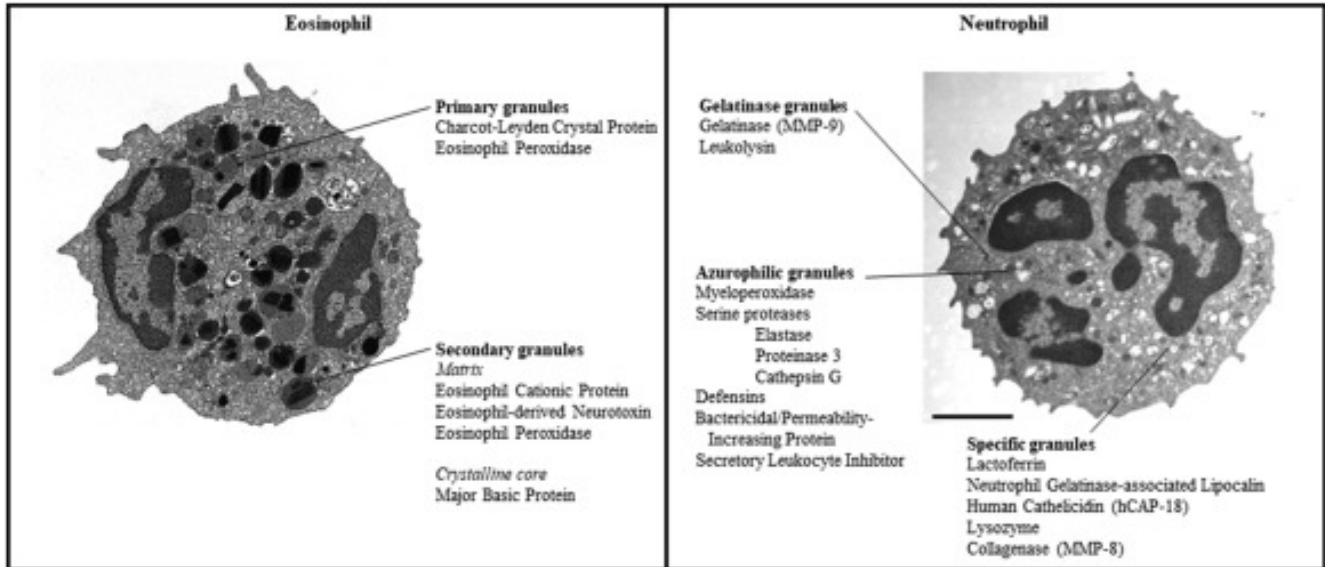 Eosinophil
Primary granules
Charcot-Leyden Crystal Protein
Eosinophil Peroxidase
Secondary granules
Matrix
Eosinophil Cationic Protein
Eosinophil-derived Neurotoxin
Eosinophil Peroxidase
Crystalline core
Major Basic Protein
Neutrophil
Gelatinase granules
Gelatinase (MMP-9)
Leukolysin
Azurophilic granules
Myeloperoxidase
Serine proteases
Elastase
Proteinase 3
Cathepsin G
Defensins
Bactericidal/Permeability-
Increasing Protein
Secretory Leukocyte Inhibitor
Specific granules
Lactoferrin
Neutrophil Gelatinase-associated Lipocalin
Human Cathelicidin (hCAP-18)
Lysozyme
Collagenase (MMP-8)